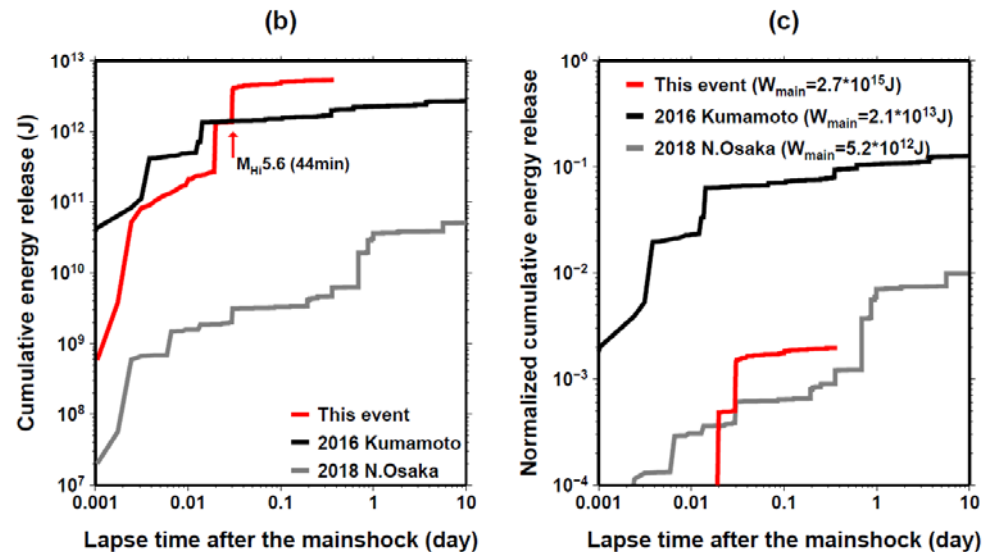 (b)
Cumulative energy release (J)
10^13
10^12
10^11
10^10
10^9
10^8
10^7
M_Hi5.6 (44min)
This event
2016 Kumamoto
2018 N.Osaka
0.001
0.01
0.1
1
10
Lapse time after the mainshock (day)
(c)
Normalized cumulative energy release
10^0
10^-1
10^-2
10^-3
10^-4
This event (W_main=2.7*10^15J)
2016 Kumamoto (W_main=2.1*10^13J)
2018 N.Osaka (W_main=5.2*10^12J)
0.001
0.01
0.1
1
10
Lapse time after the mainshock (day)